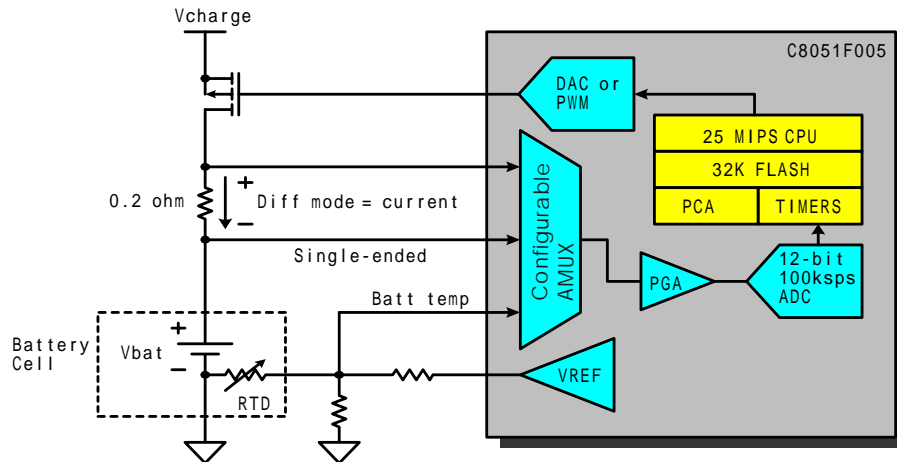 Vcharge
C8051F005
DAC or
PWM
25 MIPS CPU
32K FLASH
PCA
TIMERS
0.2 ohm
+
Diff mode = current
–
Single-ended
Configurable
AMUX
PGA
12-bit
100ksps
ADC
Batt temp
Battery
Cell
+
Vbat
–
RTD
VREF